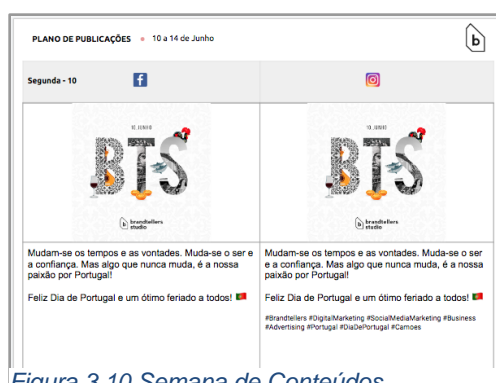 PLANO DE PUBLICAÇÕES • 10 a 14 de Junho
b
Segunda - 10
10 JUNHO
BTS
b brandtellers
studio
Mudam-se os tempos e as vontades. Muda-se o ser e
a confiança. Mas algo que nunca muda, é a nossa
paixão por Portugal!
Feliz Dia de Portugal e um ótimo feriado a todos! 🇵🇹
10 JUNHO
BTS
b brandtellers
studio
Mudam-se os tempos e as vontades. Muda-se o ser
e a confiança. Mas algo que nunca muda, é a nossa
paixão por Portugal!
Feliz Dia de Portugal e um ótimo feriado a todos! 🇵🇹
#Brandtellers #DigitalMarketing #SocialMediaMarketing #Business
#Advertising #Portugal #DiaDePortugal #Camoes
Figura 3.10 Semana de Conteúdos